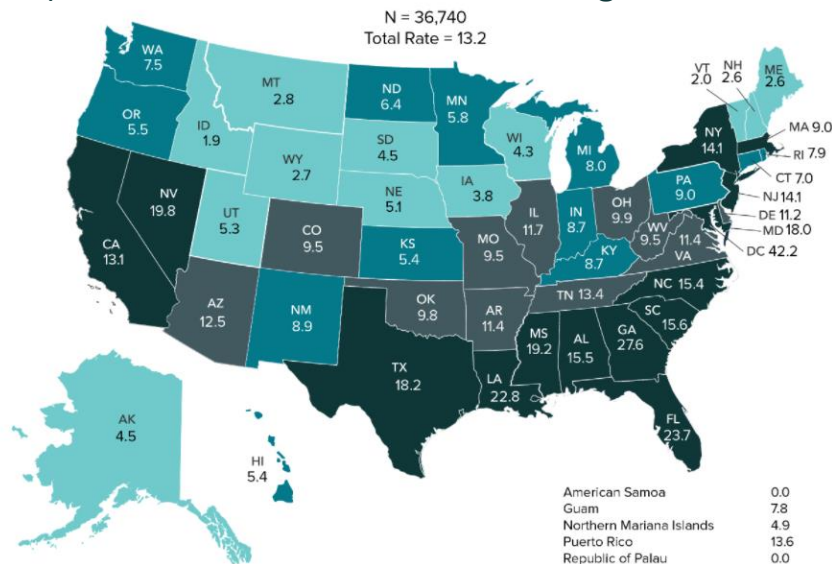 N = 36,740
Total Rate = 13.2
WA
7.5
OR
5.5
CA
13.1
NV
19.8
ID
1.9
MT
2.8
WY
2.7
UT
5.3
CO
9.5
AZ
12.5
NM
8.9
ND
6.4
SD
4.5
NE
5.1
KS
5.4
OK
9.8
TX
18.2
MN
5.8
IA
3.8
MO
9.5
AR
11.4
LA
22.8
WI
4.3
IL
11.7
MI
8.0
IN
8.7
OH
9.9
KY
8.7
WV
9.5
11.4
VA
TN 13.4
NC 15.4
SC
15.6
MS
19.2
AL
15.5
GA
27.6
FL
23.7
PA
9.0
NY
14.1
VT
2.0
NH
2.6
ME
2.6
MA 9.0
RI 7.9
CT 7.0
NJ 14.1
DE 11.2
MD 18.0
DC 42.2
AK
4.5
HI
5.4
American Samoa 0.0
Guam 7.8
Northern Mariana Islands 4.9
Puerto Rico 13.6
Republic of Palau 0.0